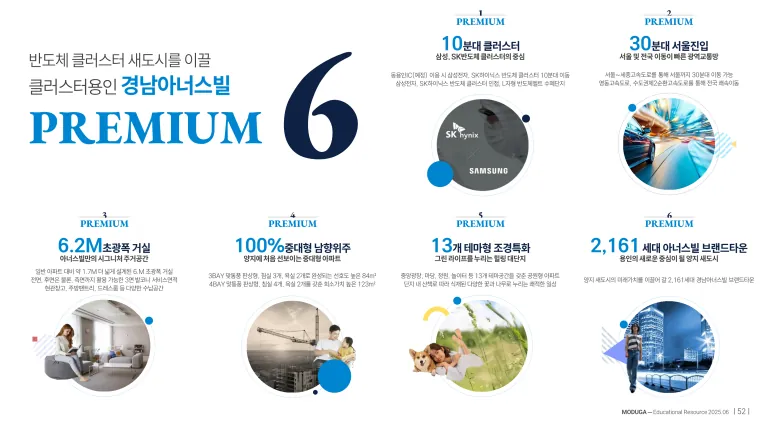 반도체 클러스터 새도시를 이끌
클러스터용인 경남아너스빌
PREMIUM 6
1
PREMIUM
10분대 클러스터
삼성, SK반도체 클러스터의 중심
동용인IC(예정) 이용 시 삼성전자, SK하이닉스 반도체 클러스터 10분대 이동
삼성전자, SK하이닉스 반도체 클러스터 인접, L자형 반도체벨트 수혜단지
SK hynix
SAMSUNG
2
PREMIUM
30분대 서울진입
서울 및 전국 이동이 빠른 광역교통망
서울~세종고속도로를 통해 서울까지 30분대 이동 가능
영동고속도로, 수도권제2순환고속도로를 통해 전국 쾌속이동
3
PREMIUM
6.2M초광폭 거실
아너스빌만의 시그니처 주거공간
일반 아파트 대비 약 1.7M 더 넓게 설계된 6.M 초광폭 거실
전면, 후면은 물론, 측면까지 활용 가능한 3면 발코니 서비스면적
현관창고, 주방팬트리, 드레스룸 등 다양한 수납공간
4
PREMIUM
100%중대형 남향위주
양지에 처음 선보이는 중대형 아파트
3BAY 맞통풍 판상형, 침실 3개, 욕실 2개로 완성되는 선호도 높은 84㎡
4BAY 맞통풍 판상형, 침실 4개, 욕실 2개를 갖춘 희소가치 높은 123㎡
5
PREMIUM
13개 테마형 조경특화
그린 라이프를 누리는 힐링 대단지
중앙광장, 마당, 정원, 놀이터 등 13개 테마공간을 갖춘 공원형 아파트
단지 내 산책로 따라 식재된 다양한 꽃과 나무로 누리는 쾌적한 일상
6
PREMIUM
2,161 세대 아너스빌 브랜드타운
용인의 새로운 중심이 될 양지 새도시
양지 새도시의 미래가치를 이끌어 갈 2,161세대 경남아너스빌 브랜드타운
MODUGA — Educational Resource 2025.06 | 52 |